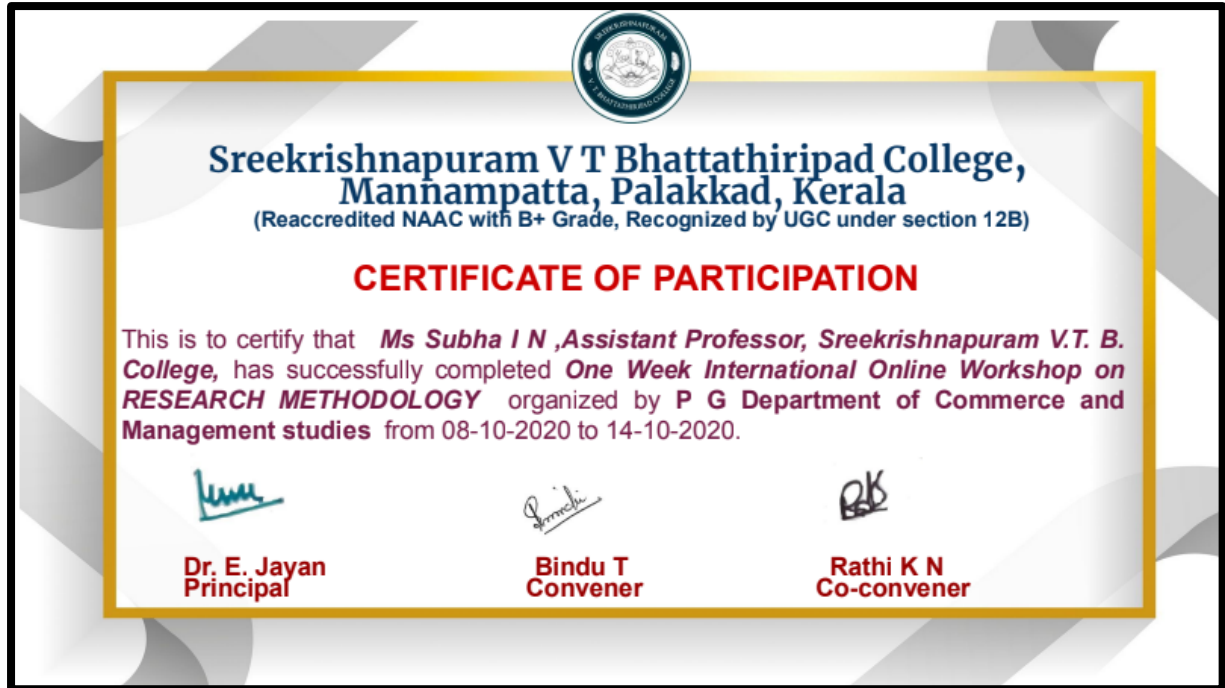 SREEKRISHNAPURAM
V. T. BHATTATHIRIPAD COLLEGE
Sreekrishnapuram V T Bhattathiripad College,
Mannampatta, Palakkad, Kerala
(Reaccredited NAAC with B+ Grade, Recognized by UGC under section 12B)
CERTIFICATE OF PARTICIPATION
This is to certify that Ms Subha I N ,Assistant Professor, Sreekrishnapuram V.T. B.
College, has successfully completed One Week International Online Workshop on
RESEARCH METHODOLOGY organized by P G Department of Commerce and
Management studies from 08-10-2020 to 14-10-2020.
Dr. E. Jayan
Principal
Bindu T
Convener
Rathi K N
Co-convener